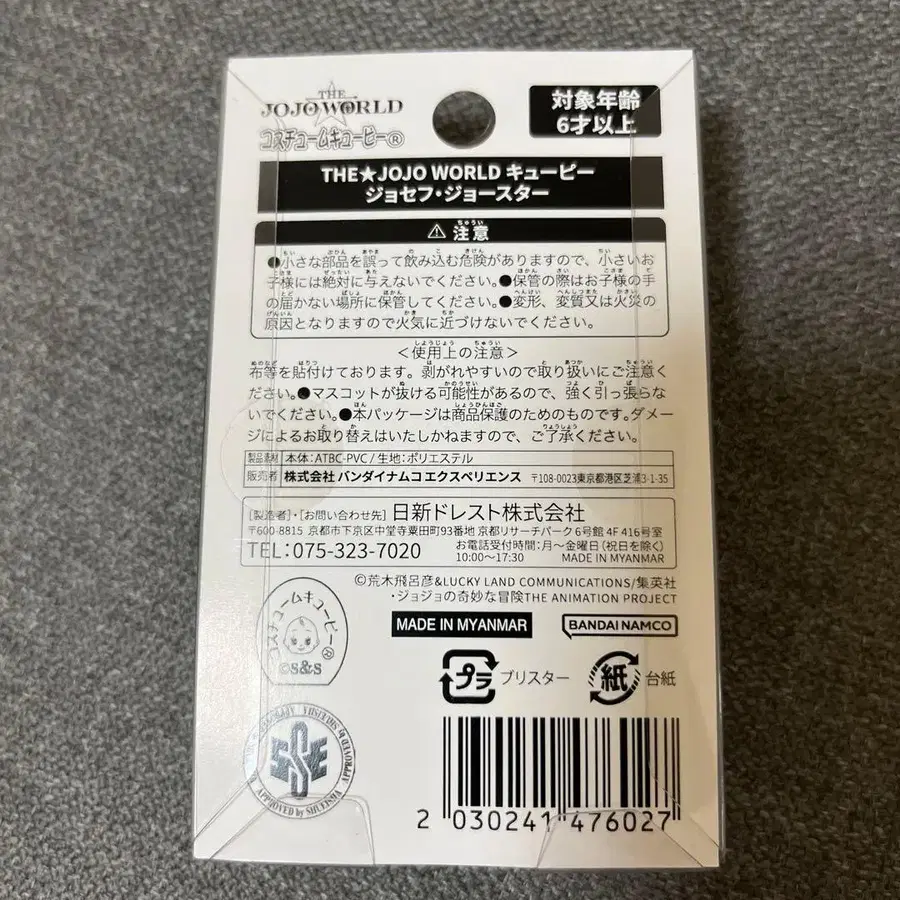 THE
JOJO WORLD
コスチュームキューピー®
対象年齢
6才以上
THE★JOJO WORLD キューピー
ジョセフ・ジョースター
⚠ 注意
●小さな部品を誤って飲み込む危険がありますので、小さいお
子様には絶対に与えないでください。●保管の際はお子様の手
の届かない場所に保管してください。●変形、変質又は火災の
原因となりますので火気に近づけないでください。
＜使用上の注意＞
布等を貼付けております。剥がれやすいので取り扱いにご注意く
ださい。●マスコットが抜ける可能性があるので、強く引っ張らな
いでください。●本パッケージは商品保護のためのものです。ダメー
ジによるお取り替えはいたしかねますので、ご了承ください。
製品素材 本体：ATBC-PVC / 生地：ポリエステル
販売者 株式会社 バンダイナムコエクスペリエンス 〒108-0023東京都港区芝浦3-1-35
[製造者]・[お問い合わせ先] 日新ドレスト株式会社
〒600-8815 京都市下京区中堂寺粟田町93番地 京都リサーチパーク6号館 4F 416号室
TEL：075-323-7020 お電話受付時間：月～金曜日（祝日を除く）
10:00～17:30 MADE IN MYANMAR
©荒木飛呂彦&LUCKY LAND COMMUNICATIONS/集英社
・ジョジョの奇妙な冒険THE ANIMATION PROJECT
MADE IN MYANMAR
BANDAI NAMCO
コスチュームキューピー®
©S&S
プラ ブリスター
紙 台紙
APPROVED by SHUEISHA
2 030241 476027